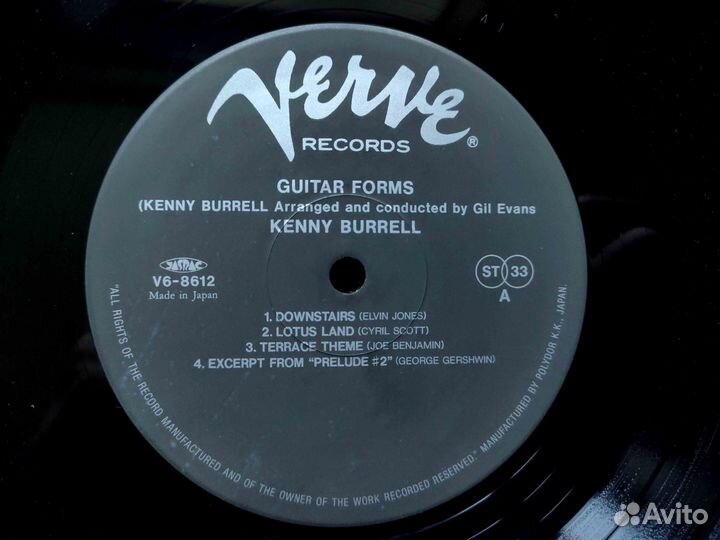 Verve ®
RECORDS
GUITAR FORMS
(KENNY BURRELL Arranged and conducted by Gil Evans
KENNY BURRELL
JASRAC
V6-8612
Made in Japan
ST 33
A
1. DOWNSTAIRS (ELVIN JONES)
2. LOTUS LAND (CYRIL SCOTT)
3. TERRACE THEME (JOE BENJAMIN)
4. EXCERPT FROM "PRELUDE #2" (GEORGE GERSHWIN)
"ALL RIGHTS OF THE RECORD MANUFACTURED AND OF THE OWNER OF THE WORK RECORDED RESERVED" MANUFACTURED BY POLYDOR K.K., JAPAN.
Avito